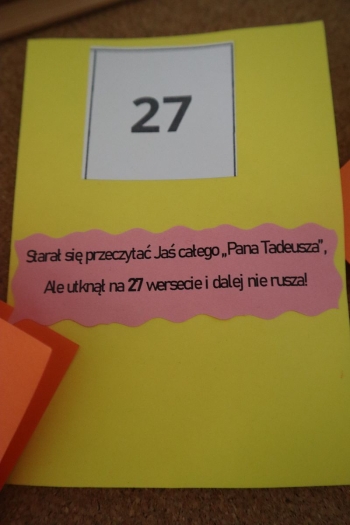 27
Starał się przeczytać Jaś całego „Pana Tadeusza”,
Ale utknął na 27 wersecie i dalej nie rusza!